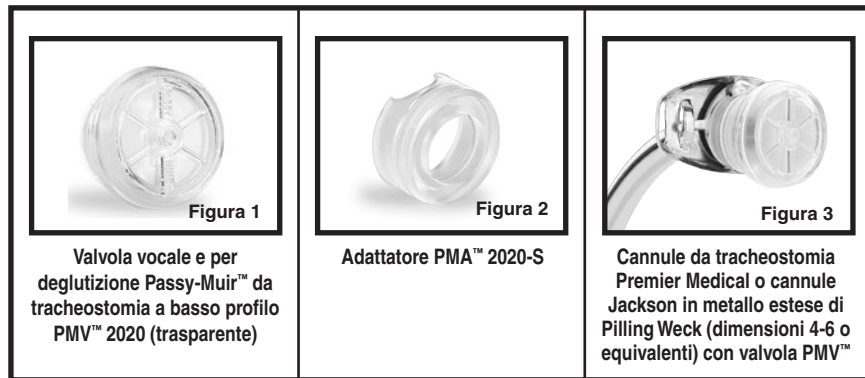 Figura 1
Valvola vocale e per
deglutizione Passy-Muir™ da
tracheostomia a basso profilo
PMV™ 2020 (trasparente)
Figura 2
Adattatore PMA™ 2020-S
Figura 3
Cannule da tracheostomia
Premier Medical o cannule
Jackson in metallo estese di
Pilling Weck (dimensioni 4-6 o
equivalenti) con valvola PMV™